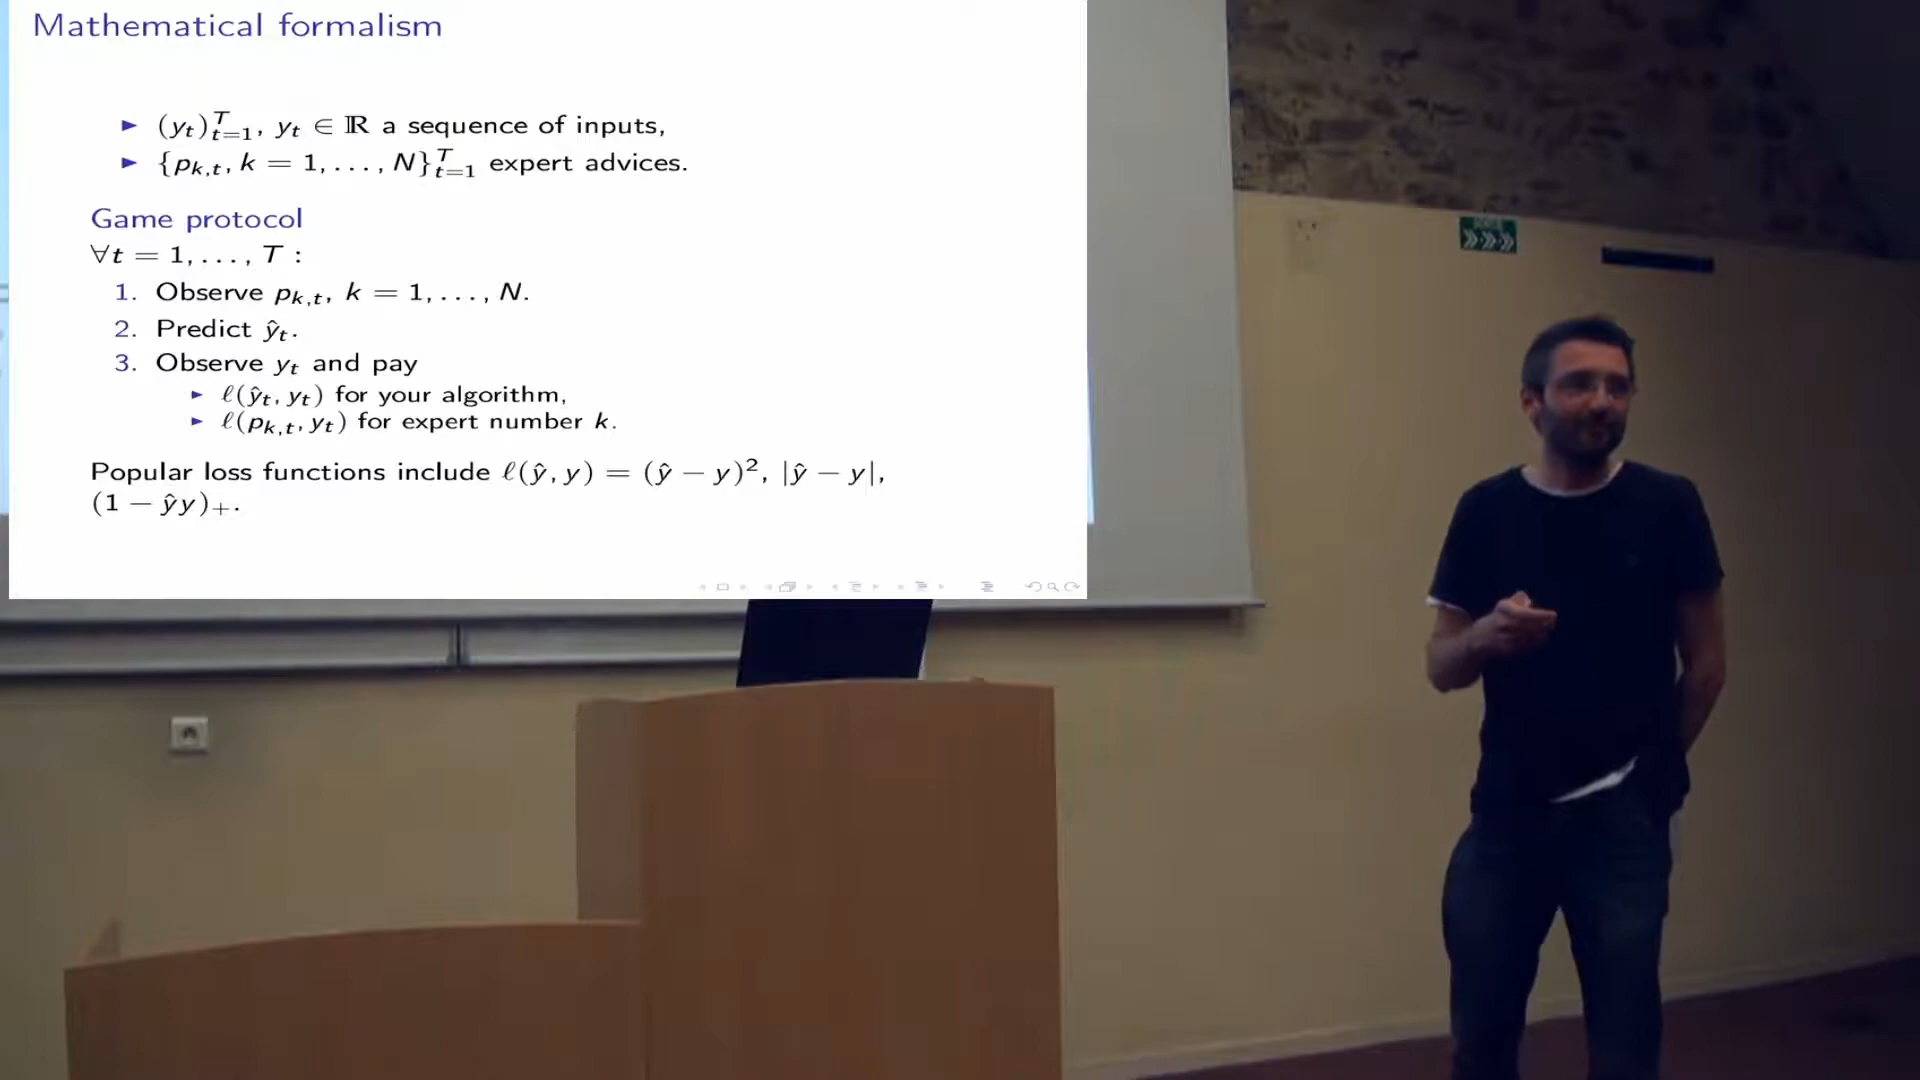 Mathematical formalism
► (y_t)_{t=1}^T, y_t ∈ ℝ a sequence of inputs,
► {p_{k,t}, k = 1, . . . , N}_{t=1}^T expert advices.
Game protocol
∀t = 1, . . . , T :
1. Observe p_{k,t}, k = 1, . . . , N.
2. Predict ŷ_t.
3. Observe y_t and pay
► ℓ(ŷ_t, y_t) for your algorithm,
► ℓ(p_{k,t}, y_t) for expert number k.
Popular loss functions include ℓ(ŷ, y) = (ŷ − y)², |ŷ − y|,
(1 − ŷy)₊.